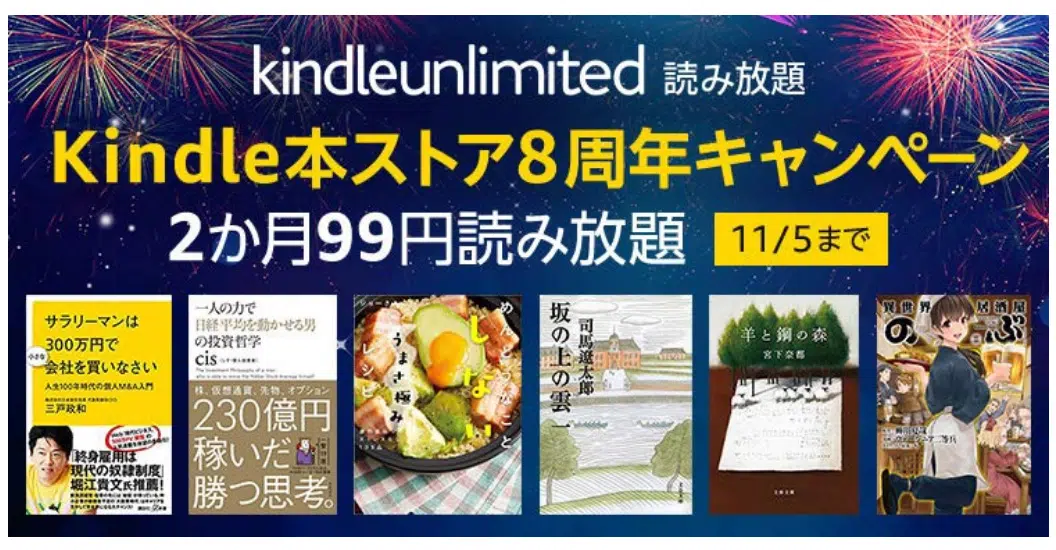 kindleunlimited 読み放題
Kindle本ストア8周年キャンペーン
2か月99円読み放題
11/5まで
サラリーマンは
300万円で
小さな
会社を買いなさい
人生100年時代の個人M&A入門
三戸政和
「終身雇用は
現代の奴隷制度」
堀江貴文氏推薦!
一人の力で
日経平均を動かせる男
の投資哲学
cis
株、仮想通貨、先物、オプション
230億円
稼いだ
勝つ思考。
めんどうなこと
しない
うまさ極み
レシピ
司馬遼太郎
坂の上の雲
一
羊と鋼の森
宮下奈都
異世界居酒屋
のぶ